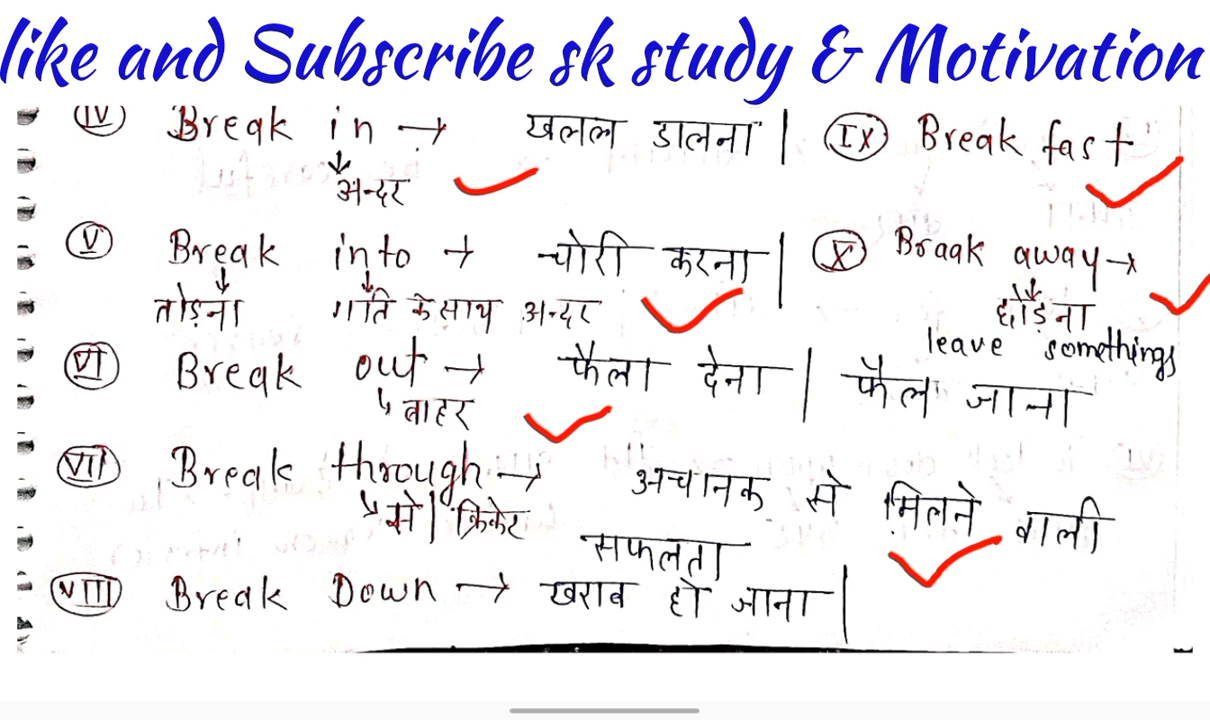 like and Subscribe sk study & Motivation
IV Break in → खलल डालना | IX Break fast
अन्दर
V Break into → चोरी करना | X Braak away →
तोड़ना गति के साथ अन्दर छोड़ना
leave somethings
VI Break out → फैला देना | फैल जाना
बाहर
VII Break through → अचानक से मिलने वाली
से | क्रिकेट सफलता
VIII Break Down → खराब हो जाना |